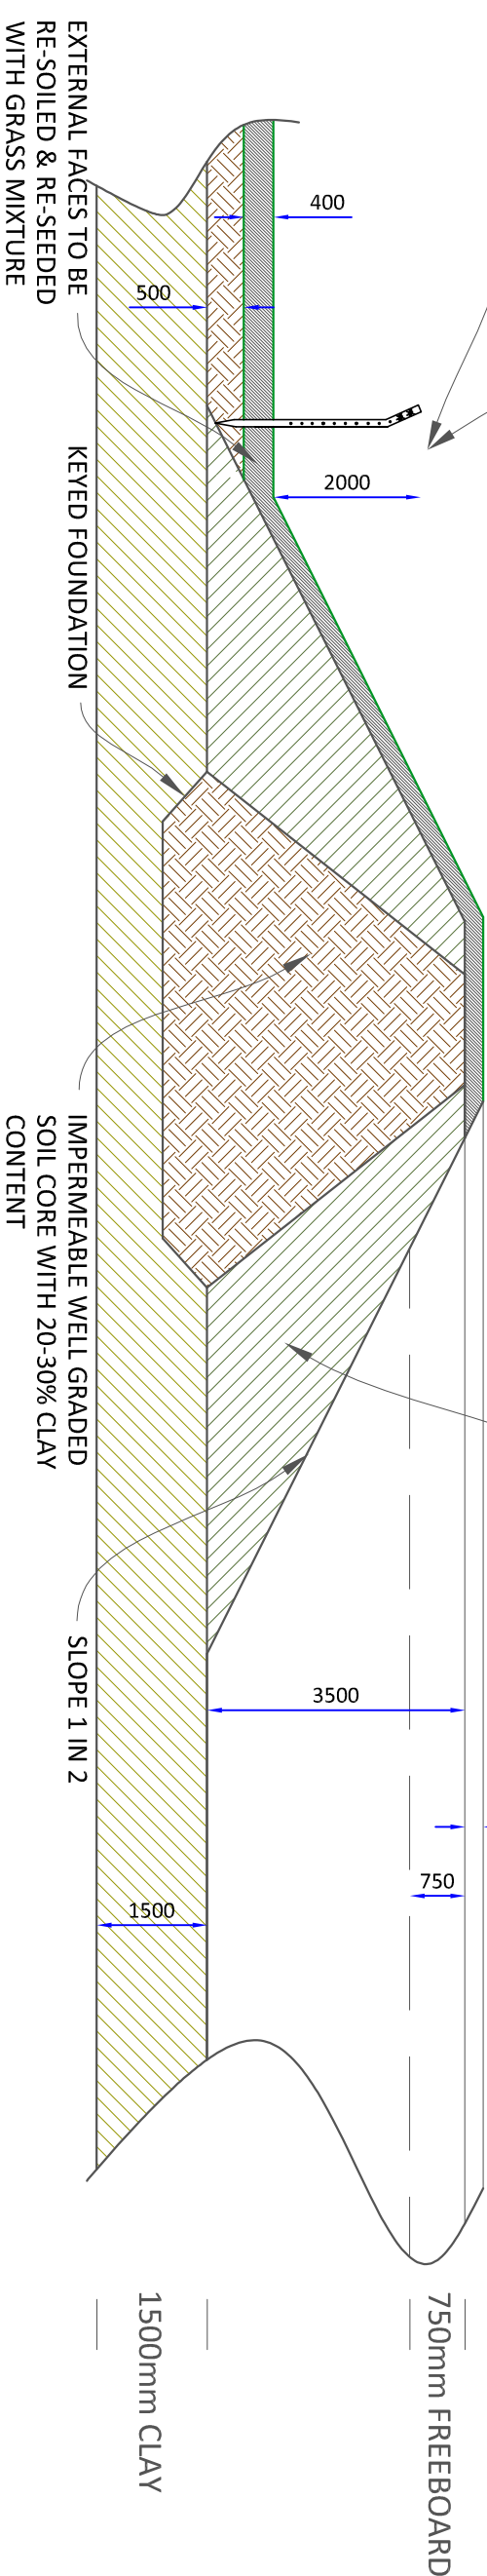 400
500
2000
3500
750
1500
EXTERNAL FACES TO BE
RE-SOILED & RE-SEEDED
WITH GRASS MIXTURE
KEYED FOUNDATION
IMPERMEABLE WELL GRADED
SOIL CORE WITH 20-30% CLAY
CONTENT
SLOPE 1 IN 2
750mm FREEBOARD
1500mm CLAY